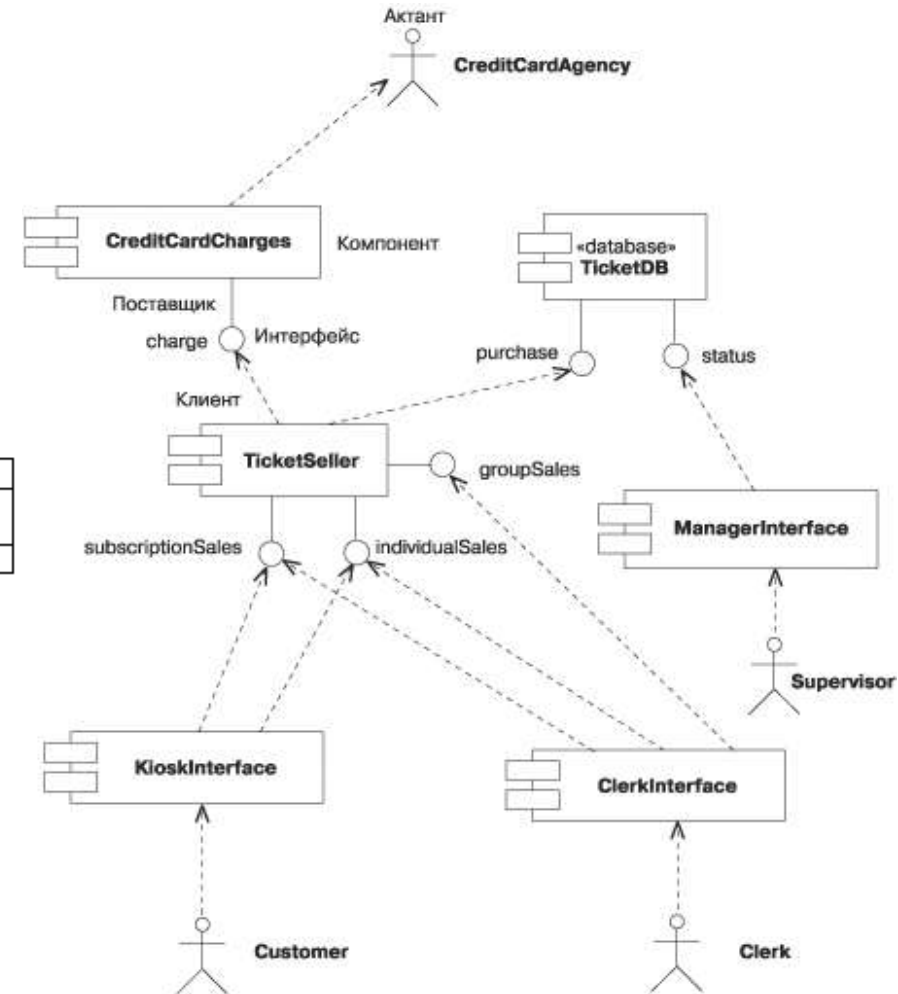 Актант
CreditCardAgency
CreditCardCharges
Компонент
«database»
TicketDB
Поставщик
charge
Интерфейс
purchase
status
Клиент
TicketSeller
groupSales
ManagerInterface
subscriptionSales
individualSales
Supervisor
KioskInterface
ClerkInterface
Customer
Clerk